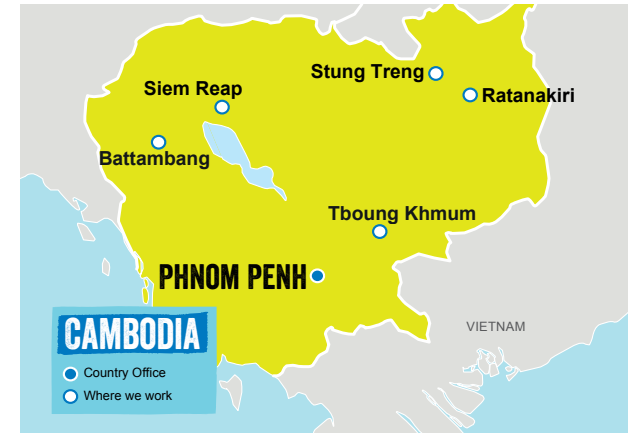 Stung Treng
Siem Reap
Ratanakiri
Battambang
Tboung Khmum
PHNOM PENH
CAMBODIA
VIETNAM
Country Office
Where we work